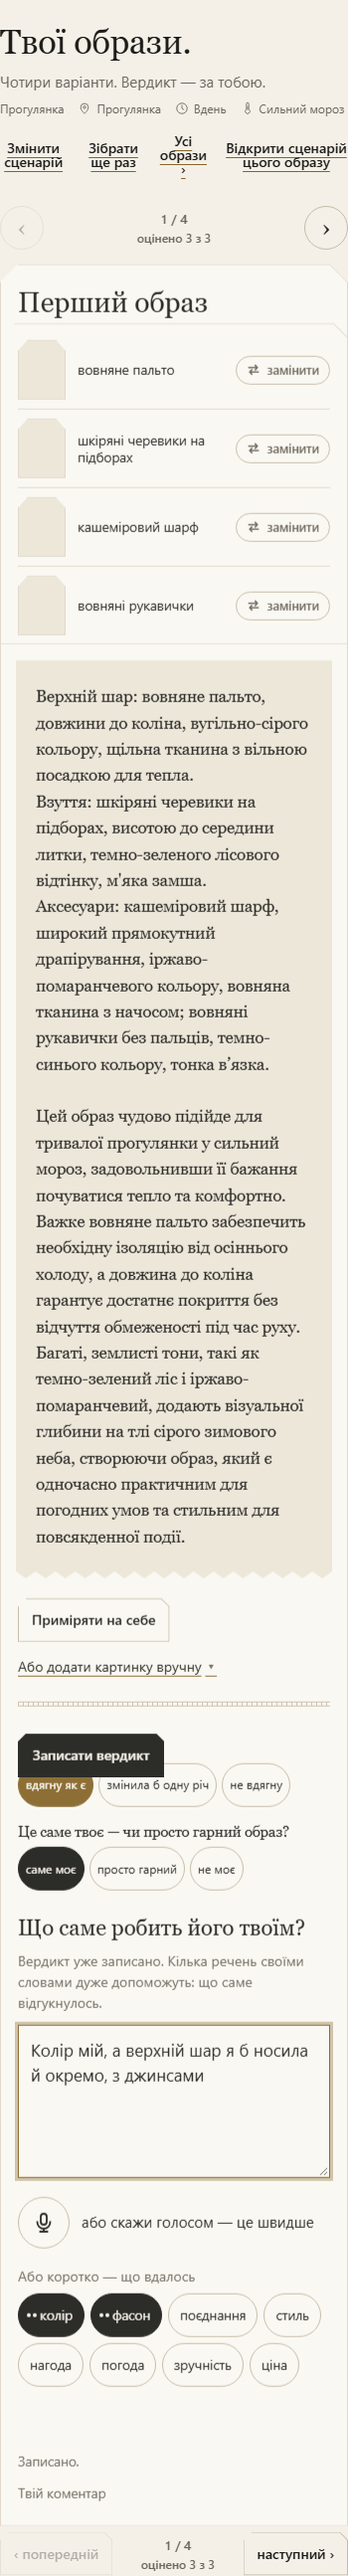 Твої образи.
Чотири варіанти. Вердикт — за тобою.
Прогулянка Прогулянка Вдень Сильний мороз
Змінити сценарій
Зібрати ще раз
Усі образи ›
Відкрити сценарій цього образу
‹
1 / 4
оцінено 3 з 3
›
Перший образ
вовняне пальто
замінити
шкіряні черевики на
підборах
замінити
кашеміровий шарф
замінити
вовняні рукавички
замінити
Верхній шар: вовняне пальто,
довжини до коліна, вугільно-сірого
кольору, щільна тканина з вільною
посадкою для тепла.
Взуття: шкіряні черевики на
підборах, висотою до середини
литки, темно-зеленого лісового
відтінку, м'яка замша.
Аксесуари: кашеміровий шарф,
широкий прямокутний
драпірування, іржаво-
помаранчевого кольору, вовняна
тканина з начосом; вовняні
рукавички без пальців, темно-
синього кольору, тонка в’язка.
Цей образ чудово підійде для
тривалої прогулянки у сильний
мороз, задовольнивши її бажання
почуватися тепло та комфортно.
Важке вовняне пальто забезпечить
необхідну ізоляцію від осіннього
холоду, а довжина до коліна
гарантує достатнє покриття без
відчуття обмеженості під час руху.
Багаті, землисті тони, такі як
темно-зелений ліс і іржаво-
помаранчевий, додають візуальної
глибини на тлі сірого зимового
неба, створюючи образ, який є
одночасно практичним для
погодних умов та стильним для
повсякденної події.
Приміряти на себе
Або додати картинку вручну
Записати вердикт
вдягну як є
змінила б одну річ
не вдягну
Це саме твоє — чи просто гарний образ?
саме моє
просто гарний
не моє
Що саме робить його твоїм?
Вердикт уже записано. Кілька речень своїми
словами дуже допоможуть: що саме
відгукнулось.
Колір мій, а верхній шар я б носила
й окремо, з джинсами
або скажи голосом — це швидше
Або коротко — що вдалось
колір
фасон
поєднання
стиль
нагода
погода
зручність
ціна
Записано.
Твій коментар
‹ попередній
1 / 4
оцінено 3 з 3
наступний ›